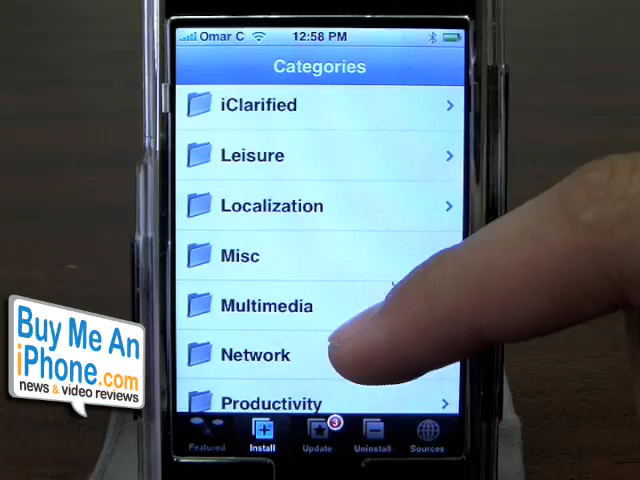 Omar C 12:58 PM
Categories
iClarified
Leisure
Localization
Misc
Multimedia
Network
Productivity
Featured Install Update 3 Uninstall Sources
Buy Me An
iPhone.com
news & video reviews